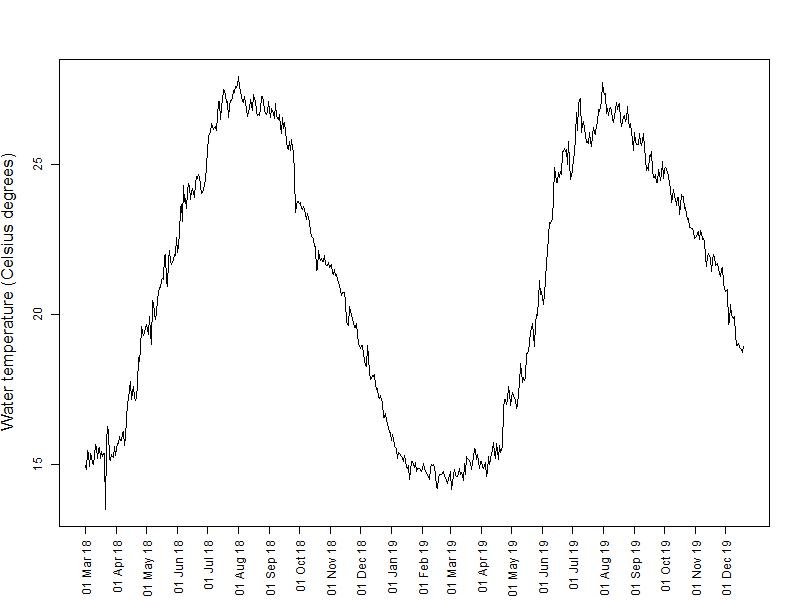 Water temperature (Celsius degrees)
25
20
15
01 Mar 18
01 Apr 18
01 May 18
01 Jun 18
01 Jul 18
01 Aug 18
01 Sep 18
01 Oct 18
01 Nov 18
01 Dec 18
01 Jan 19
01 Feb 19
01 Mar 19
01 Apr 19
01 May 19
01 Jun 19
01 Jul 19
01 Aug 19
01 Sep 19
01 Oct 19
01 Nov 19
01 Dec 19